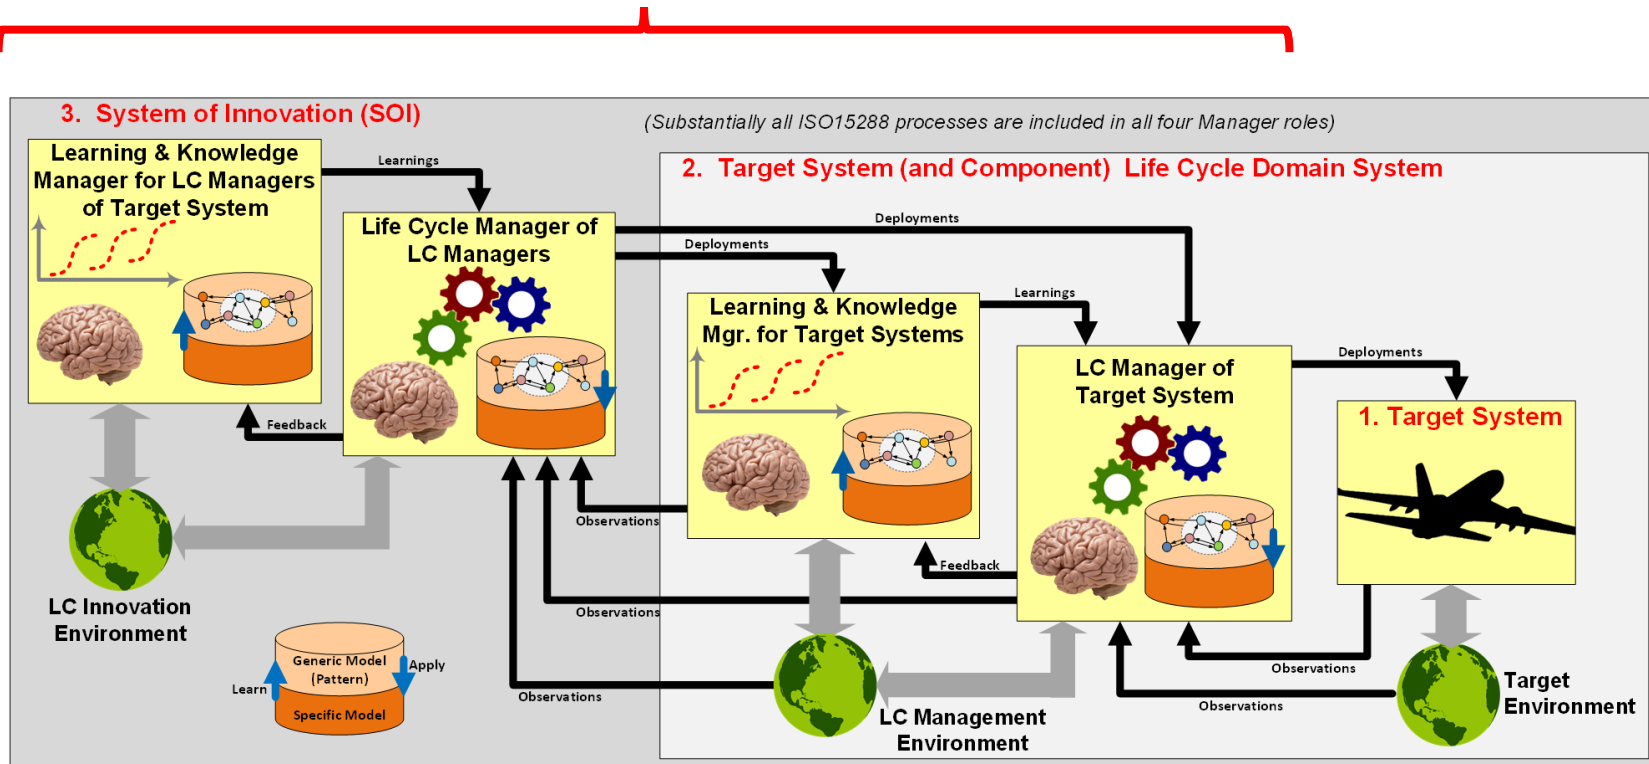 3.  System of Innovation (SOI)
(Substantially all ISO15288 processes are included in all four Manager roles)
Learning & Knowledge
Manager for LC Managers
of Target System
Learnings
2.  Target System (and Component)  Life Cycle Domain System
Life Cycle Manager of
LC Managers
Deployments
Deployments
Learning & Knowledge
Mgr. for Target Systems
Learnings
LC Manager of
Target System
Deployments
1. Target System
Feedback
Observations
Feedback
Observations
Observations
Observations
Observations
LC Innovation
Environment
Generic Model
(Pattern)
Learn
Apply
Specific Model
LC Management
Environment
Target
Environment